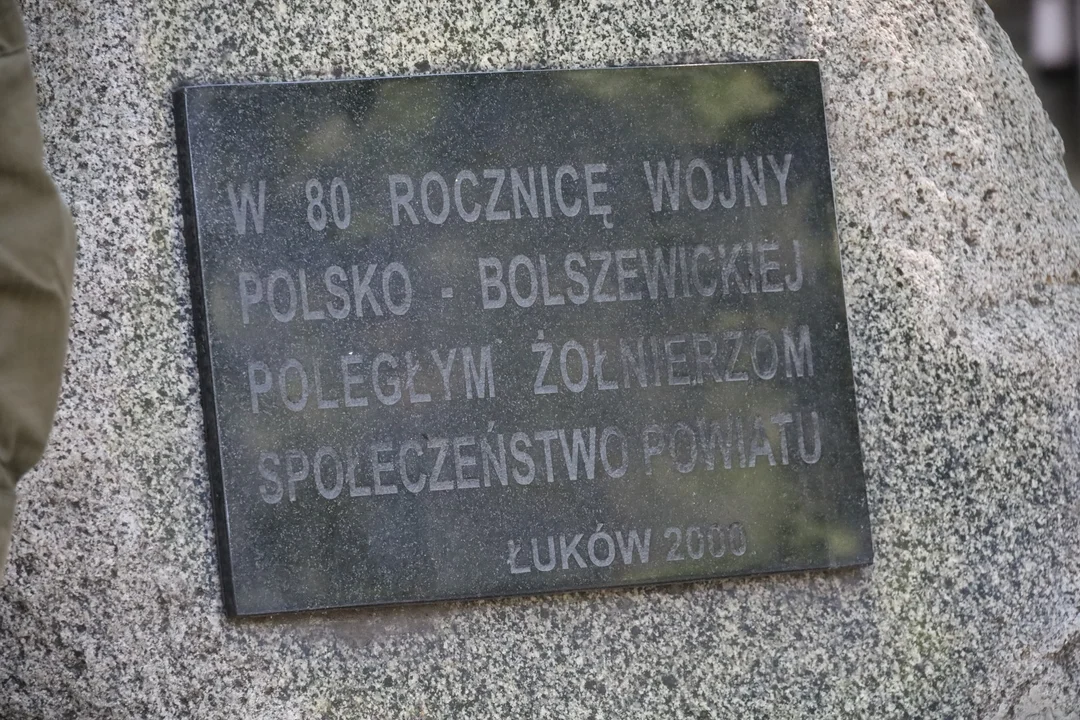 W 80 ROCZNICĘ WOJNY
POLSKO - BOLSZEWICKIEJ
POLEGŁYM ŻOŁNIERZOM
SPOŁECZEŃSTWO POWIATU
ŁUKÓW 2000